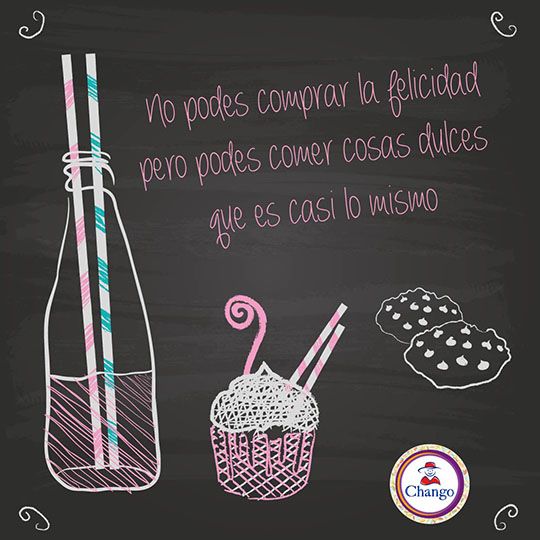 No podes comprar la felicidad
pero podes comer cosas dulces
que es casi lo mismo
Chango